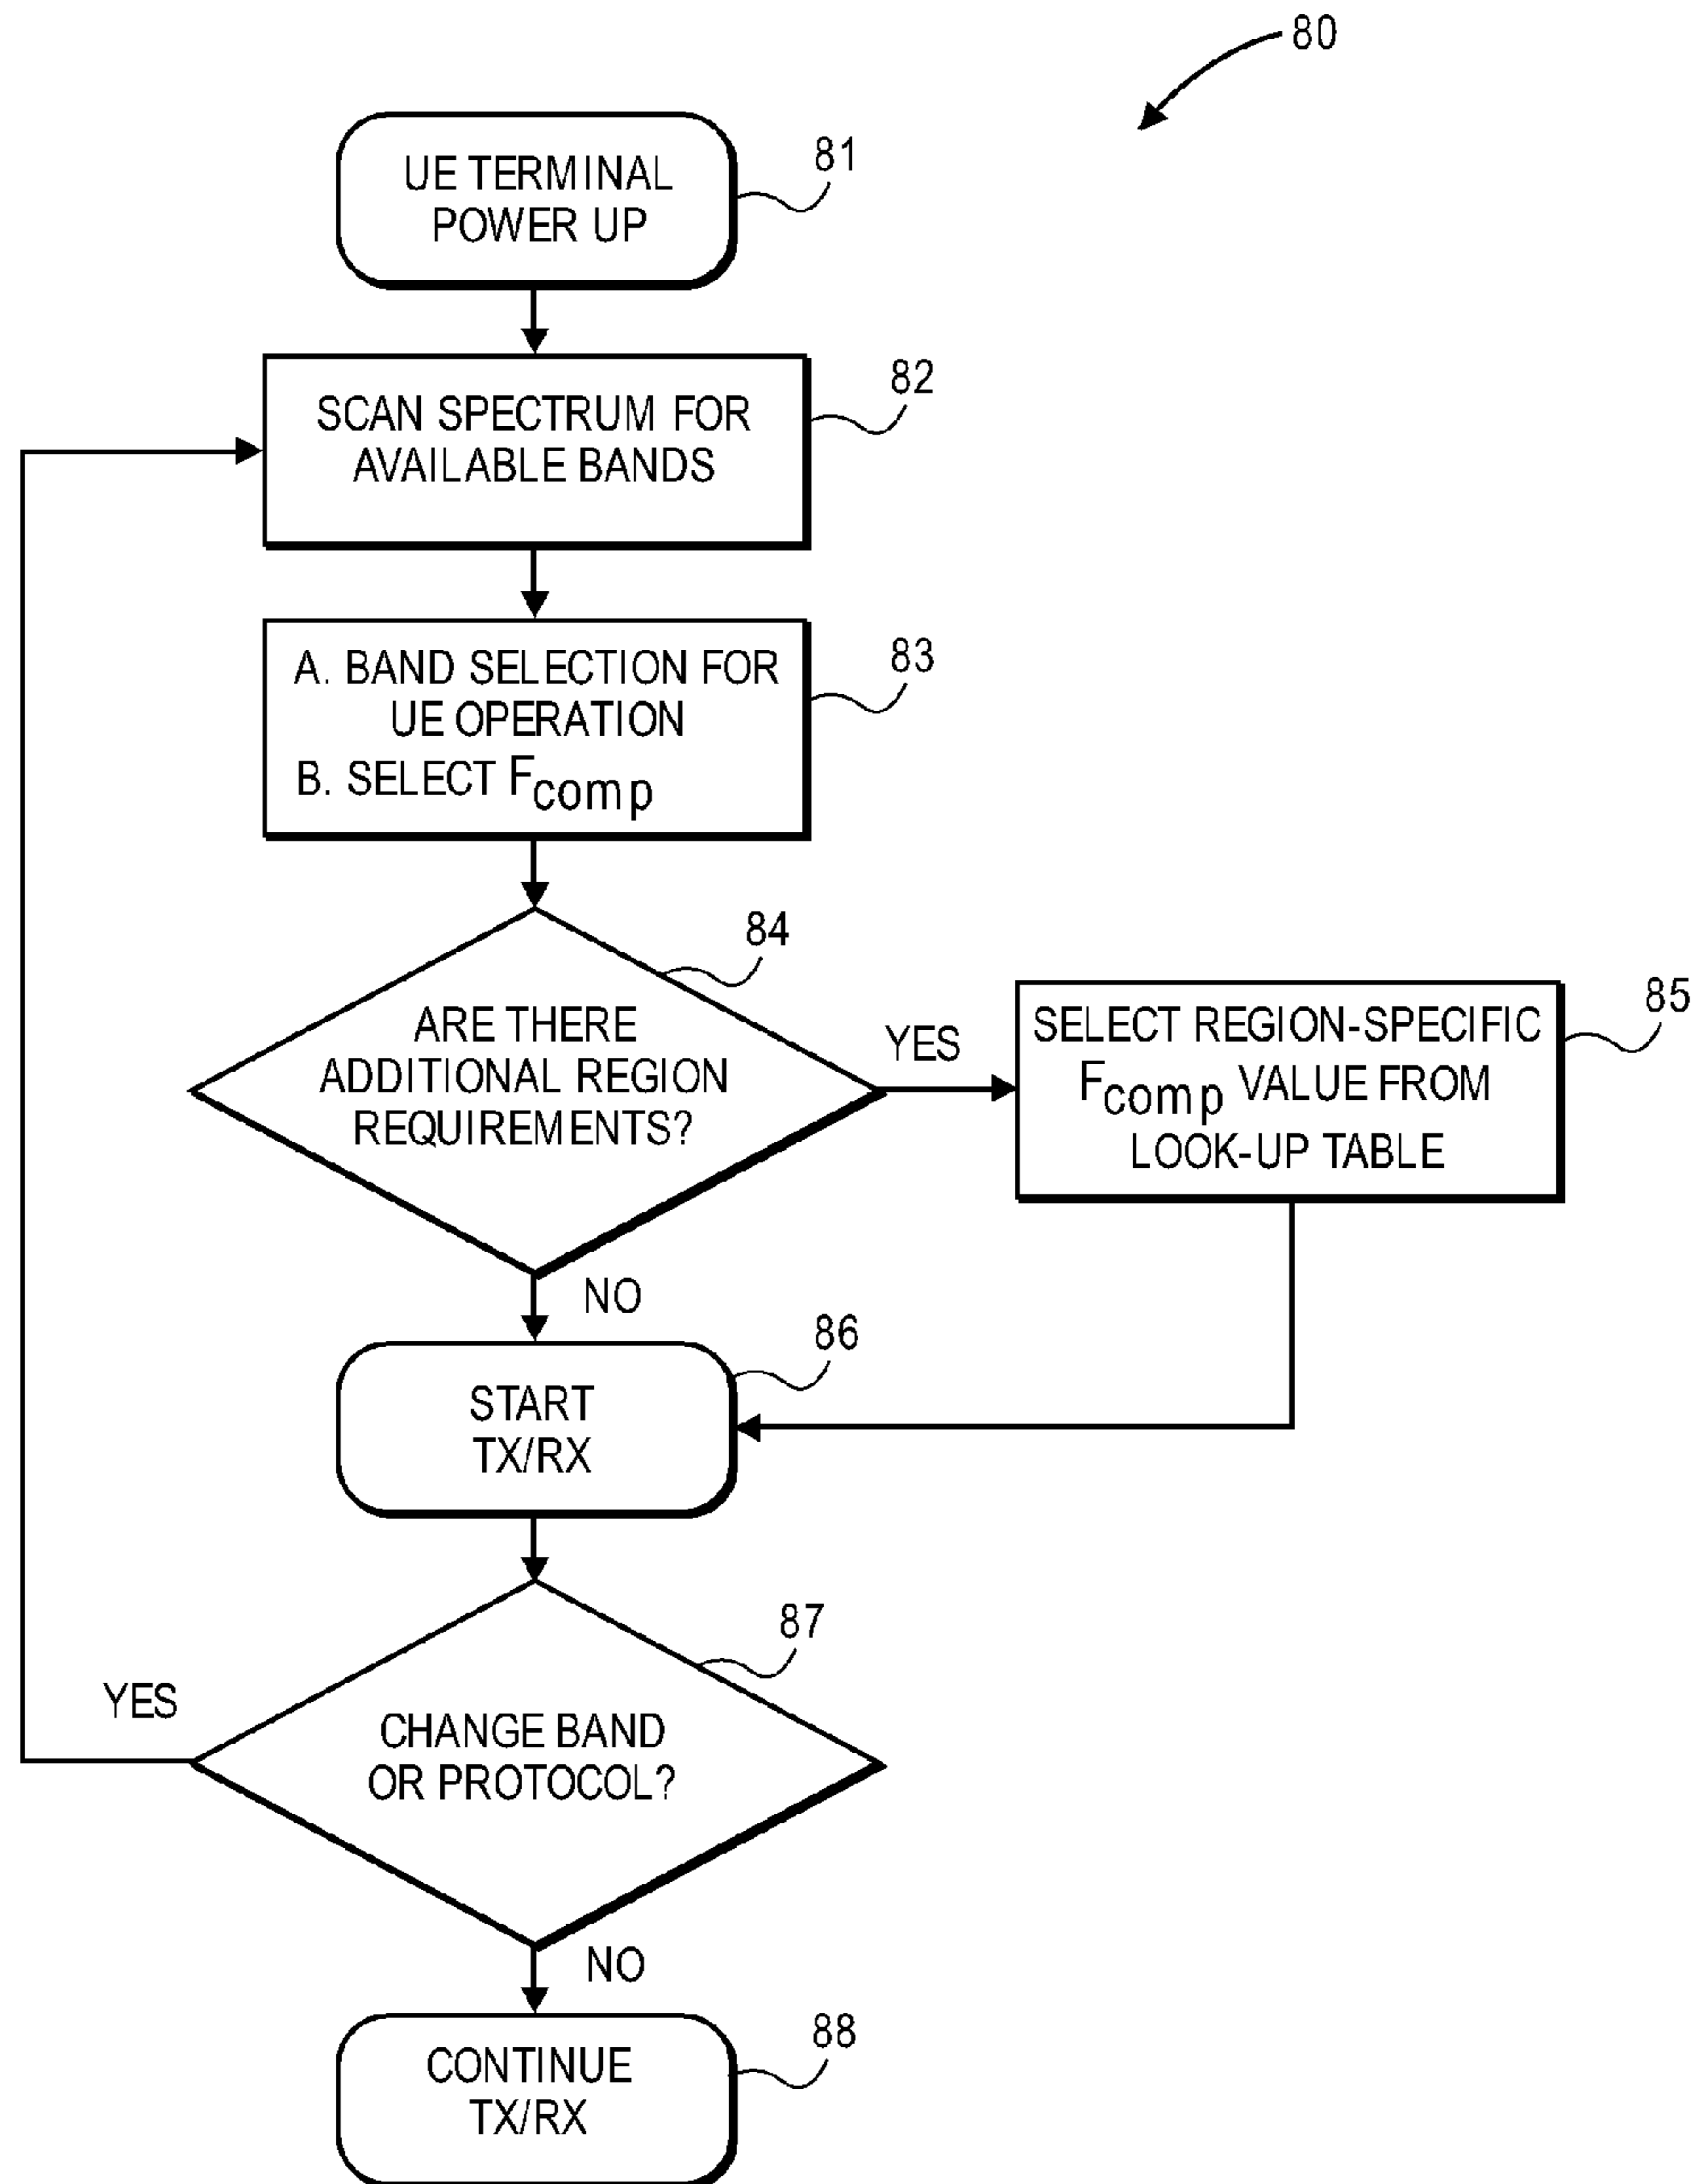 80
UE TERMINAL
POWER UP
81
SCAN SPECTRUM FOR
AVAILABLE BANDS
82
A. BAND SELECTION FOR
UE OPERATION
B. SELECT Fcomp
83
84
ARE THERE
ADDITIONAL REGION
REQUIREMENTS?
YES
SELECT REGION-SPECIFIC
Fcomp VALUE FROM
LOOK-UP TABLE
85
NO
86
START
TX/RX
87
YES
CHANGE BAND
OR PROTOCOL?
NO
88
CONTINUE
TX/RX